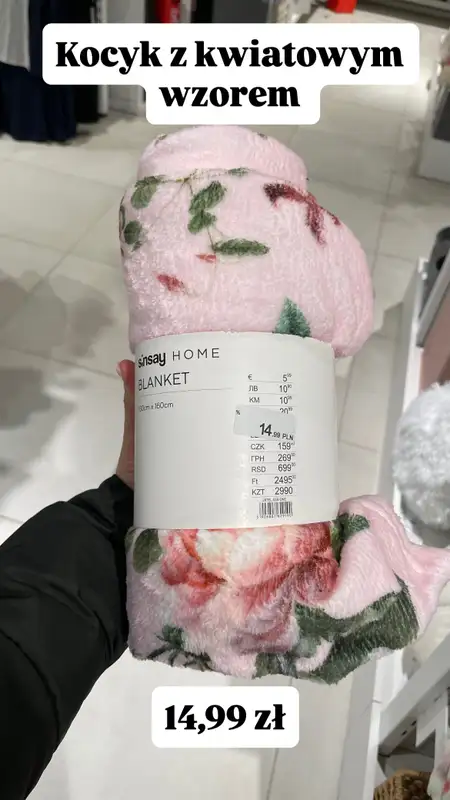 Kocyk z kwiatowym
wzorem
sinsay HOME
BLANKET
€ 5
ЛВ 10
KM 10
%
14.99 PLN
CZK 159
ГРН 269
RSD 699
Ft 2495
KZT 2990
14,99 zł